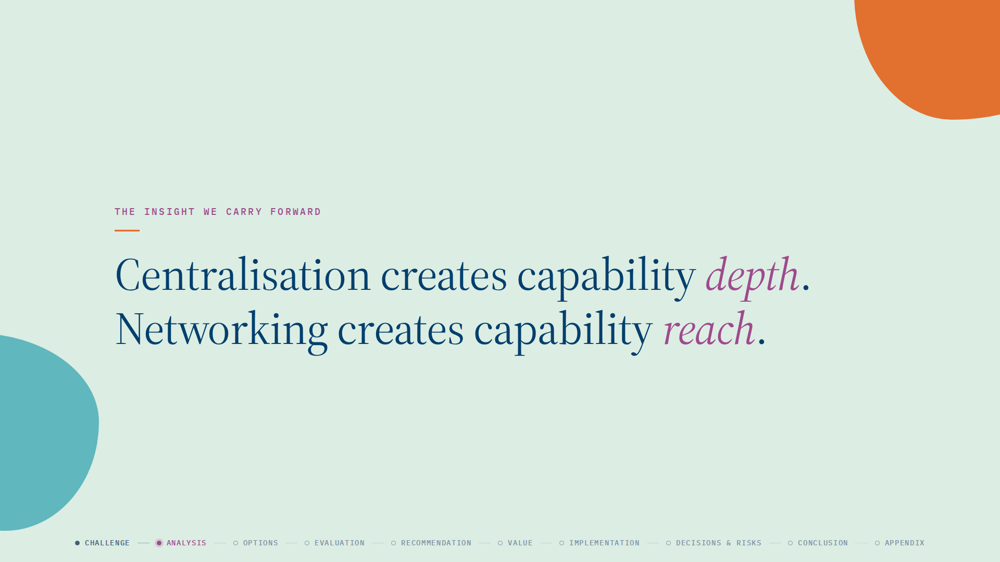 THE INSIGHT WE CARRY FORWARD
Centralisation creates capability depth.
Networking creates capability reach.
CHALLENGE ANALYSIS OPTIONS EVALUATION RECOMMENDATION VALUE IMPLEMENTATION DECISIONS & RISKS CONCLUSION APPENDIX